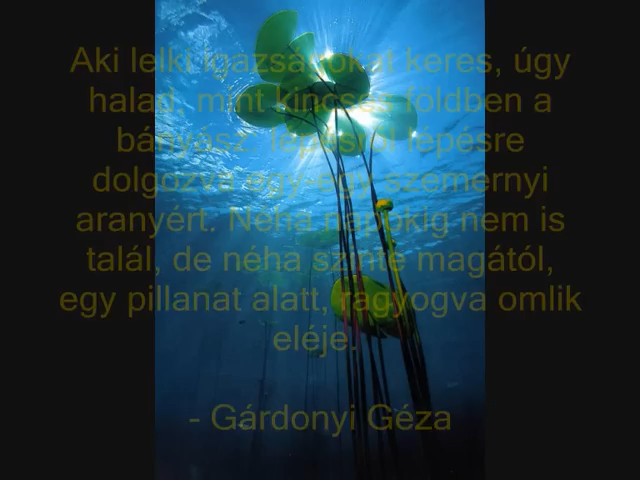 Aki lelki igazságokat keres, úgy
halad, mint kincses földben a
bányász: lépésről lépésre
dolgozva egy-egy szemernyi
aranyért. Néha napokig nem is
talál, de néha szinte magától,
egy pillanat alatt, ragyogva omlik
eléje.
- Gárdonyi Géza